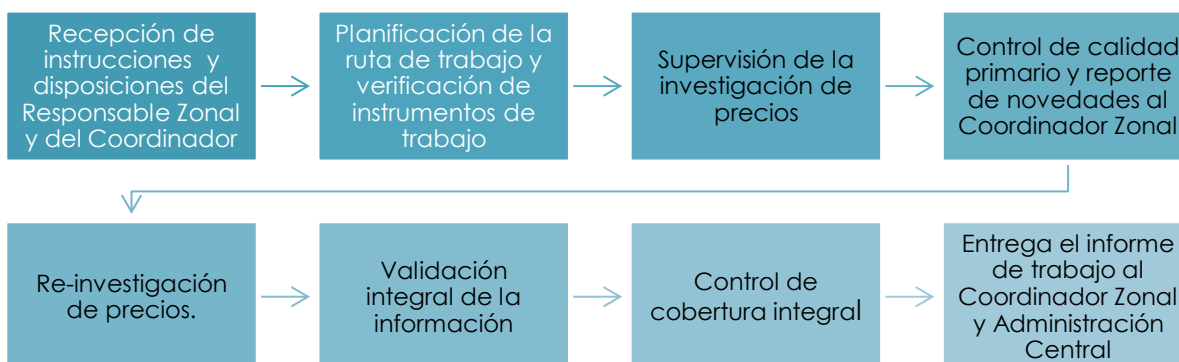 Recepción de
instrucciones y
disposiciones del
Responsable Zonal
y del Coordinador
Planificación de la
ruta de trabajo y
verificación de
instrumentos de
trabajo
Supervisión de la
investigación de
precios
Control de calidad
primario y reporte
de novedades al
Coordinador Zonal
Re-investigación
de precios.
Validación
integral de la
información
Control de
cobertura integral
Entrega el informe
de trabajo al
Coordinador Zonal
y Administración
Central